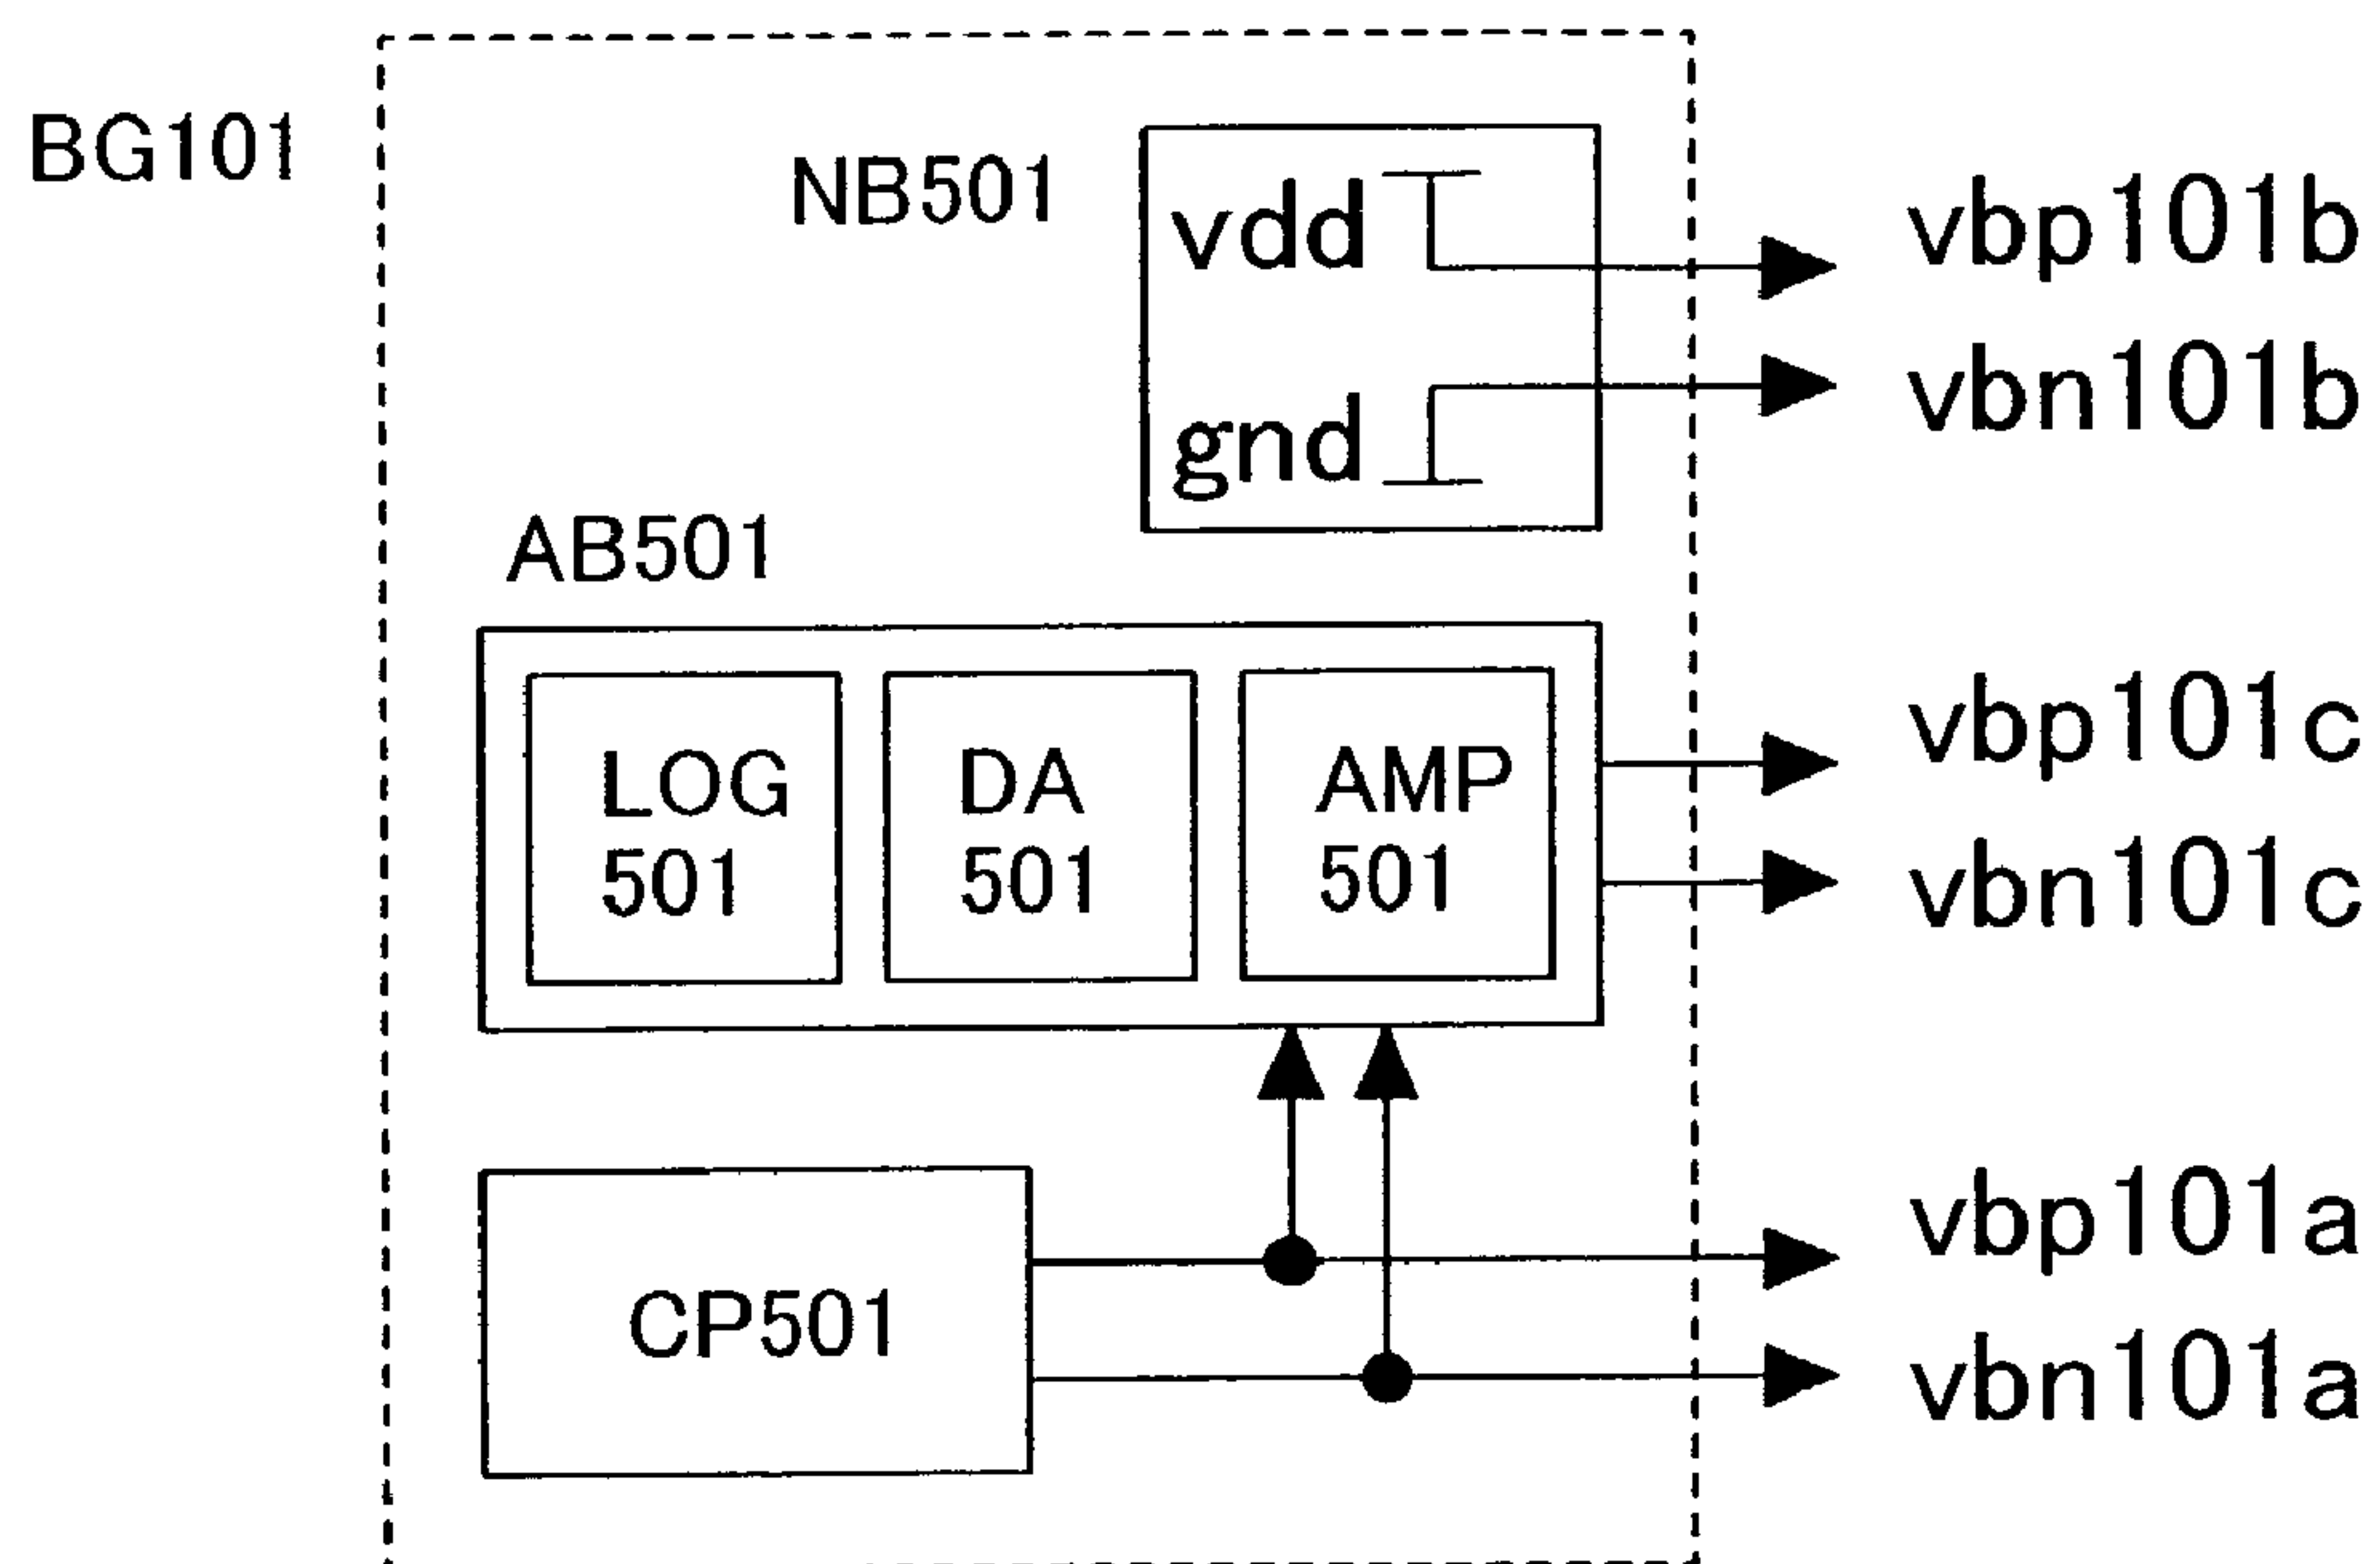 BG101
NB501
vdd
gnd
vbp101b
vbn101b
AB501
LOG
501
DA
501
AMP
501
vbp101c
vbn101c
CP501
vbp101a
vbn101a